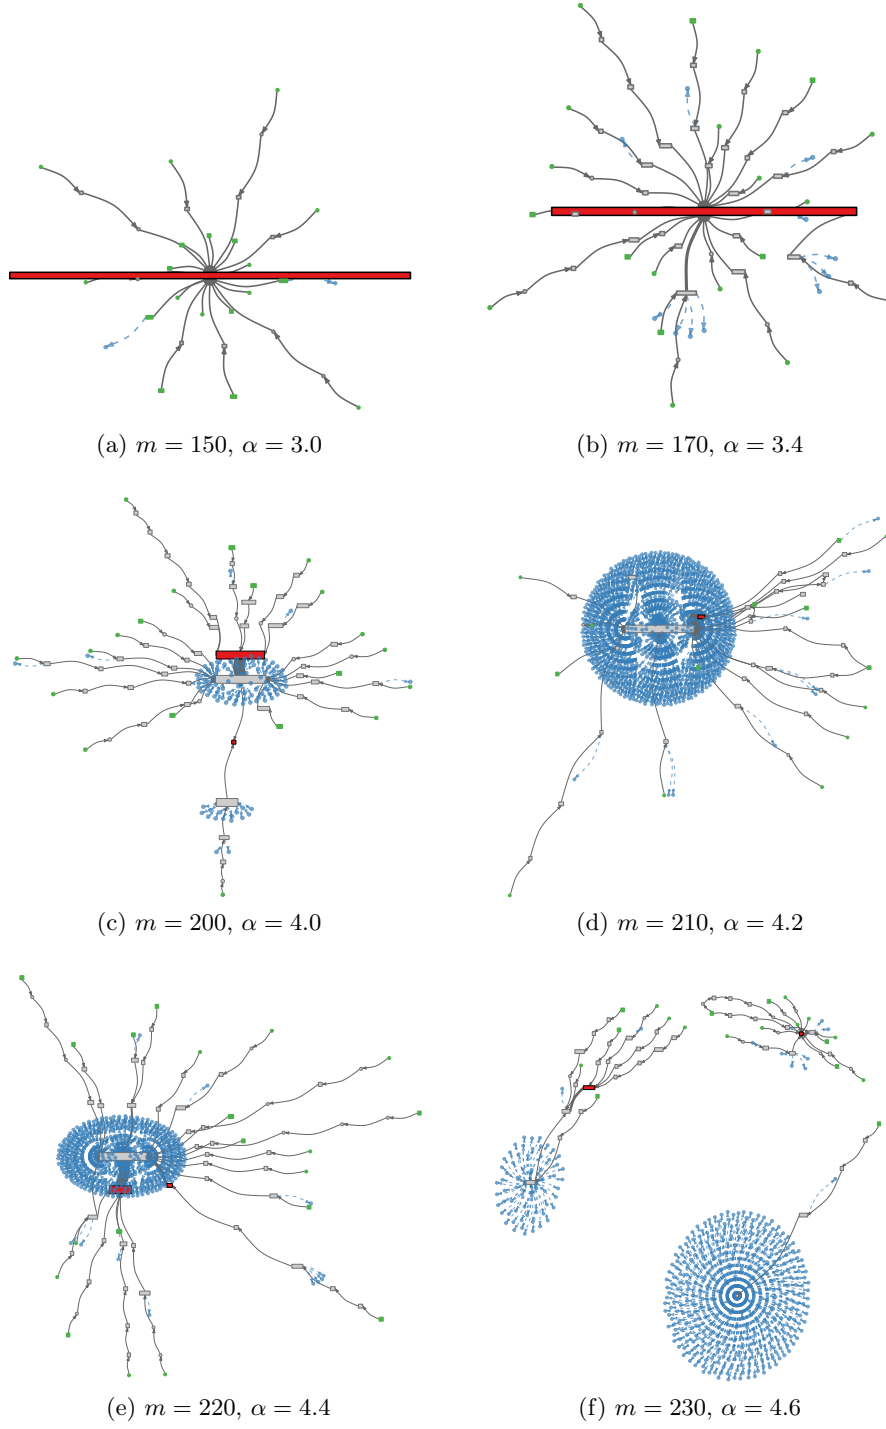 (a) m = 150, α = 3.0
(b) m = 170, α = 3.4
(c) m = 200, α = 4.0
(d) m = 210, α = 4.2
(e) m = 220, α = 4.4
(f) m = 230, α = 4.6